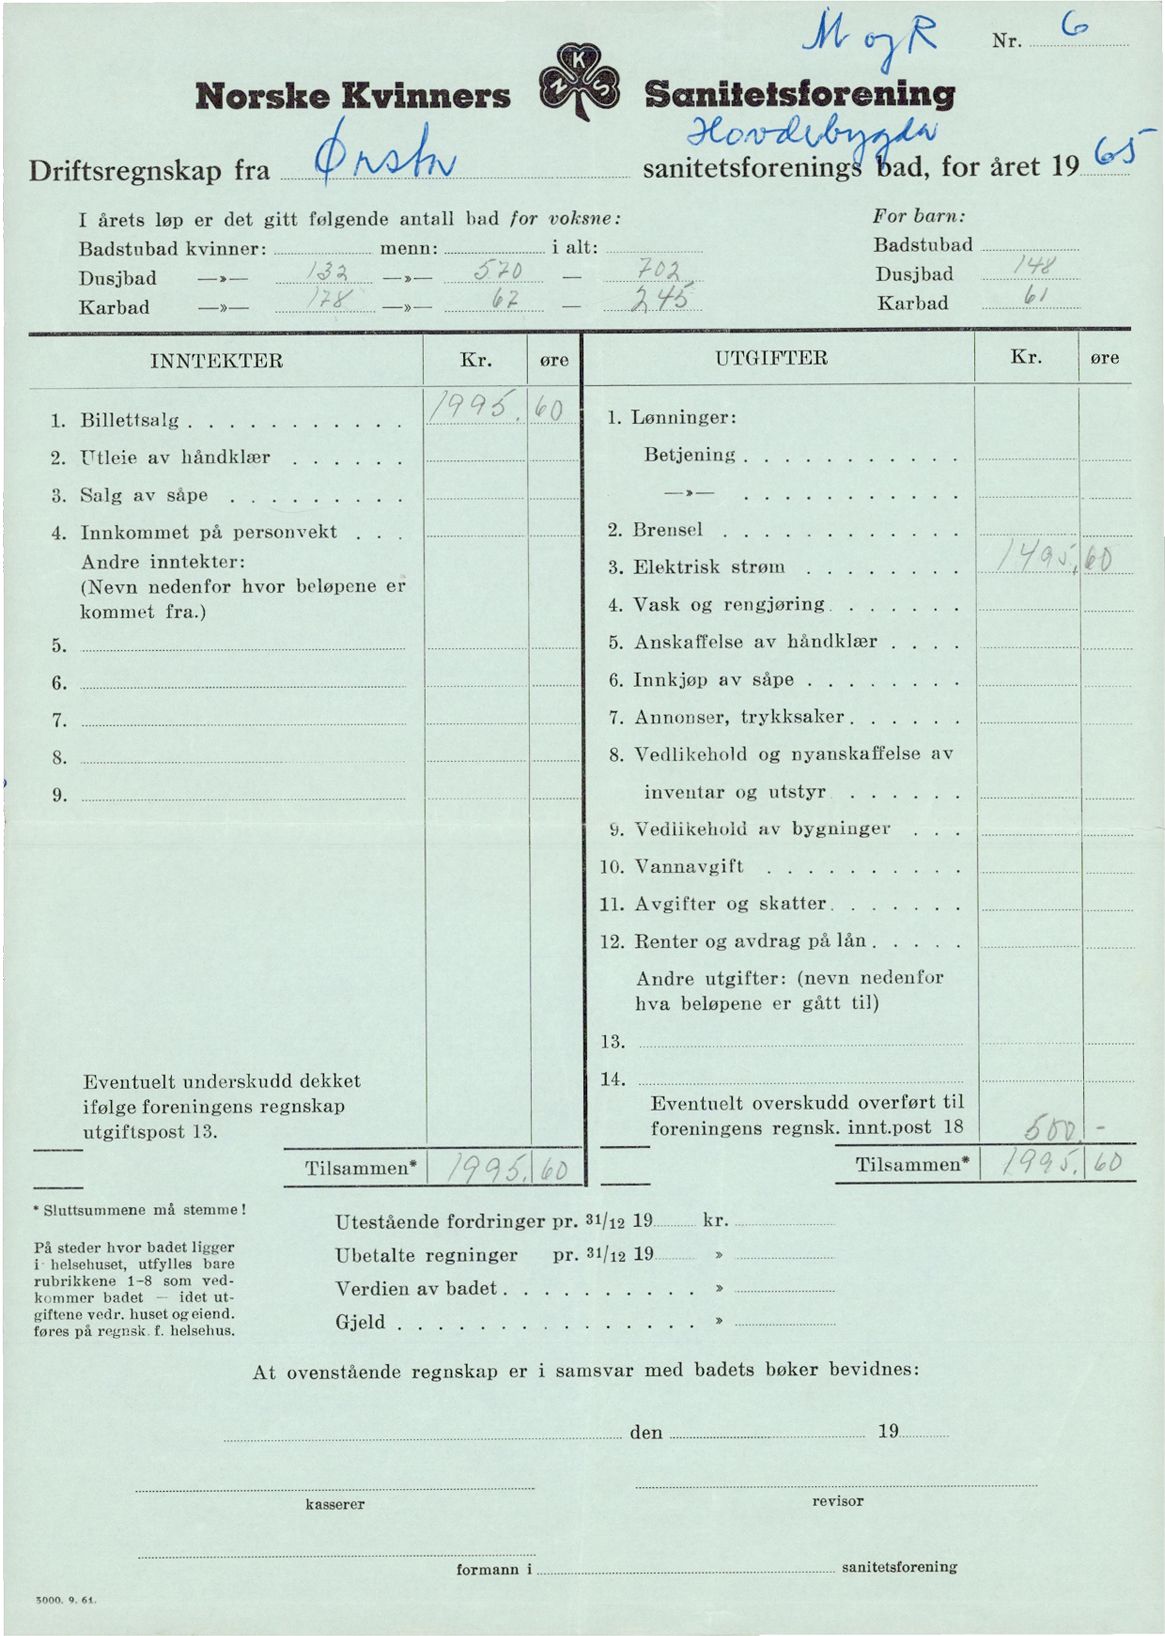 M og R Nr. 6
Norske Kvinners NKS Sanitetsforening
Hovdebygda
Driftsregnskap fra Ørsta sanitetsforenings bad, for året 1965
I årets løp er det gitt følgende antall bad for voksne: For barn:
Badstubad kvinner: menn: i alt: Badstubad
Dusjbad —»— 132 —»— 570 — 702 Dusjbad 148
Karbad —»— 178 —»— 67 — 245 Karbad 61
INNTEKTER Kr. øre UTGIFTER Kr. øre
1. Billettsalg 1995.60
2. Utleie av håndklær
3. Salg av såpe
4. Innkommet på personvekt
Andre inntekter:
(Nevn nedenfor hvor beløpene er
kommet fra.)
5.
6.
7.
8.
9.
Eventuelt underskudd dekket
ifølge foreningens regnskap
utgiftspost 13.
Tilsammen* 1995.60
1. Lønninger:
Betjening
—»—
2. Brensel
3. Elektrisk strøm 1495,60
4. Vask og rengjøring
5. Anskaffelse av håndklær
6. Innkjøp av såpe
7. Annonser, trykksaker
8. Vedlikehold og nyanskaffelse av
inventar og utstyr
9. Vedlikehold av bygninger
10. Vannavgift
11. Avgifter og skatter
12. Renter og avdrag på lån
Andre utgifter: (nevn nedenfor
hva beløpene er gått til)
13.
14.
Eventuelt overskudd overført til
foreningens regnsk. innt.post 18 500.-
Tilsammen* 1995.60
* Sluttsummene må stemme!
På steder hvor badet ligger
i helsehuset, utfylles bare
rubrikkene 1-8 som ved-
kommer badet — idet ut-
giftene vedr. huset og eiend.
føres på regnsk. f. helsehus.
Utestående fordringer pr. 31/12 19 kr.
Ubetalte regninger pr. 31/12 19 »
Verdien av badet »
Gjeld »
At ovenstående regnskap er i samsvar med badets bøker bevidnes:
den 19
kasserer revisor
formann i sanitetsforening
5000. 9. 61.